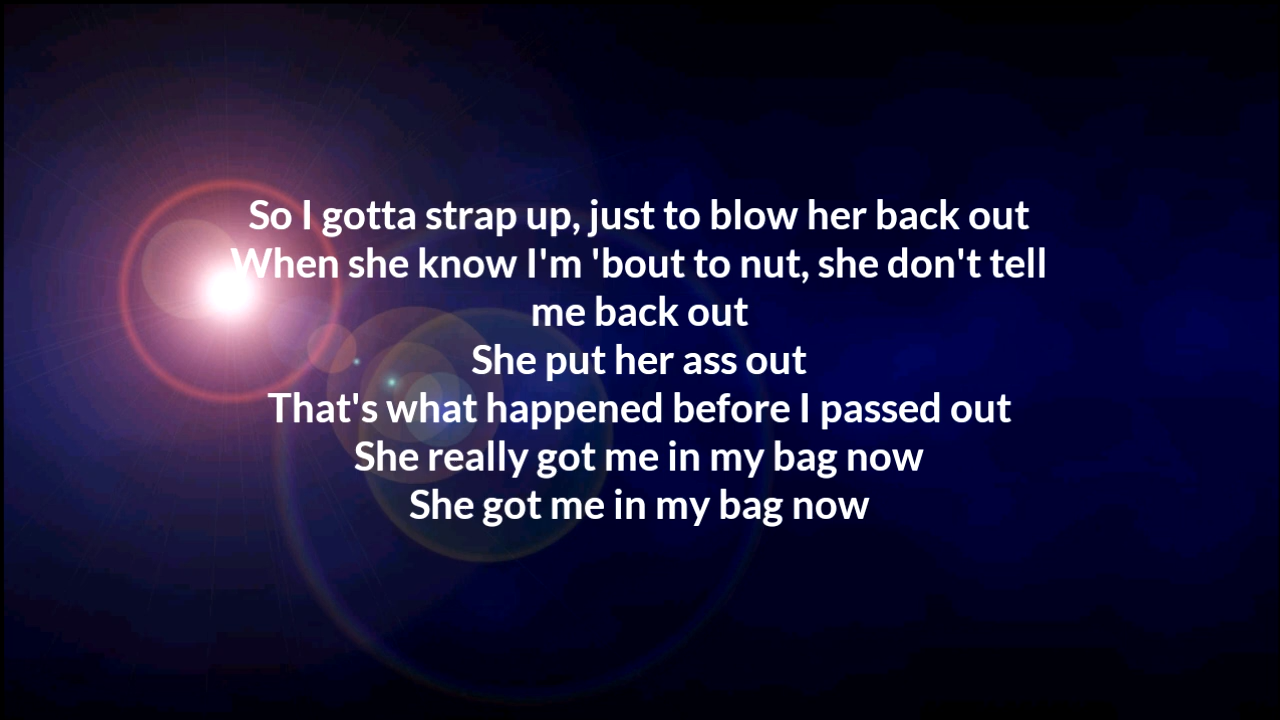 So I gotta strap up, just to blow her back out
When she know I'm 'bout to nut, she don't tell
me back out
She put her ass out
That's what happened before I passed out
She really got me in my bag now
She got me in my bag now